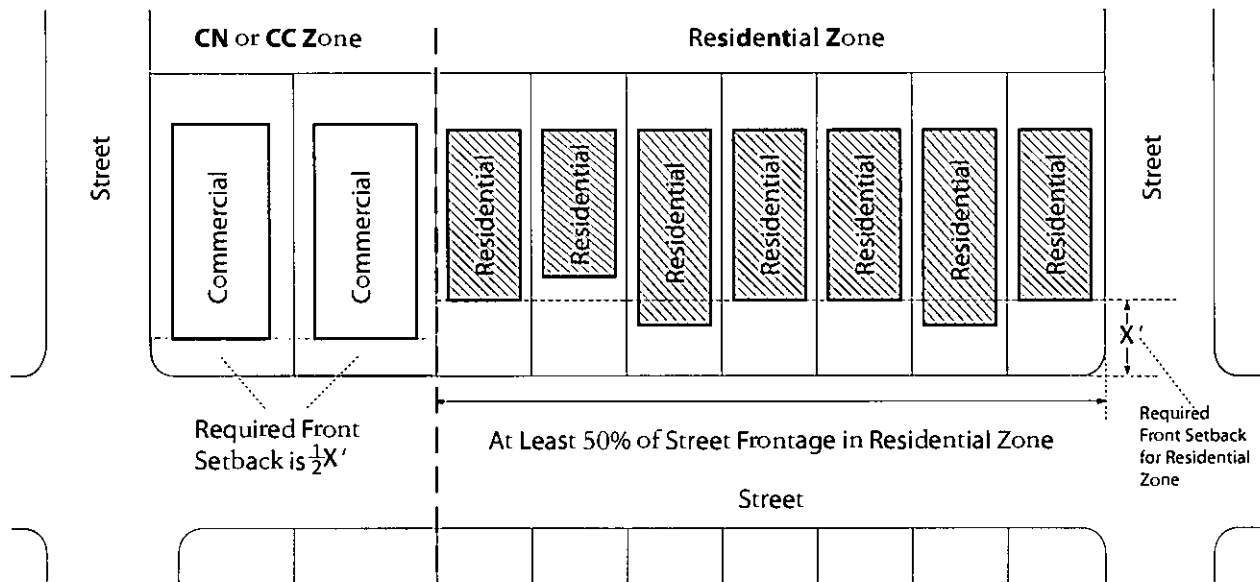 CN or CC Zone
Residential Zone
Street
Commercial
Commercial
Residential
Residential
Residential
Residential
Residential
Residential
Residential
Street
X'
Required Front
Setback is ½X'
At Least 50% of Street Frontage in Residential Zone
Required
Front Setback
for Residential
Zone
Street